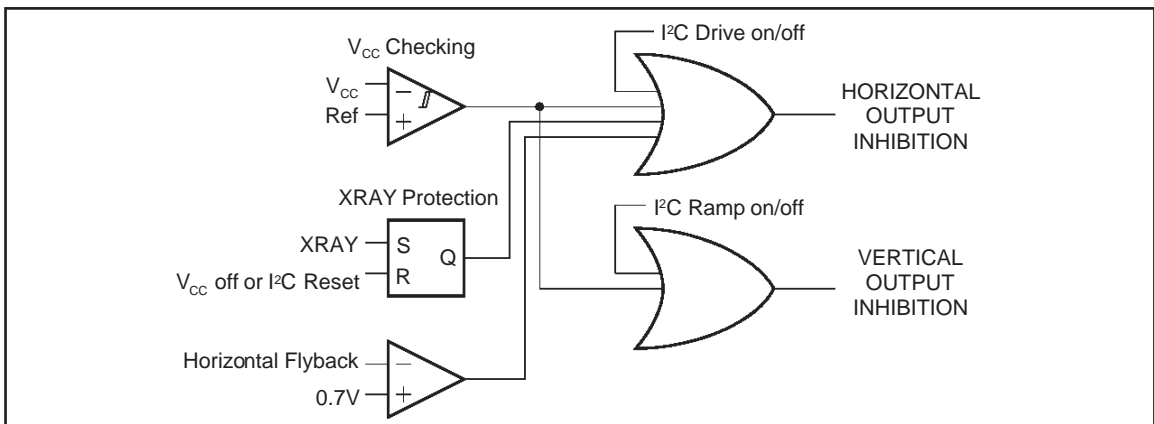 I²C Drive on/off
V_CC Checking
V_CC
−
Ref
+
HORIZONTAL
OUTPUT
INHIBITION
XRAY Protection
I²C Ramp on/off
XRAY
S
Q
V_CC off or I²C Reset
R
VERTICAL
OUTPUT
INHIBITION
Horizontal Flyback
−
0.7V
+